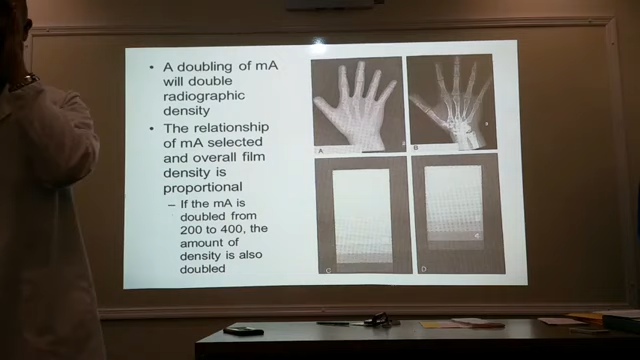 • A doubling of mA
will double
radiographic
density
• The relationship
of mA selected
and overall film
density is
proportional
– If the mA is
doubled from
200 to 400, the
amount of
density is also
doubled
A
B
C
D